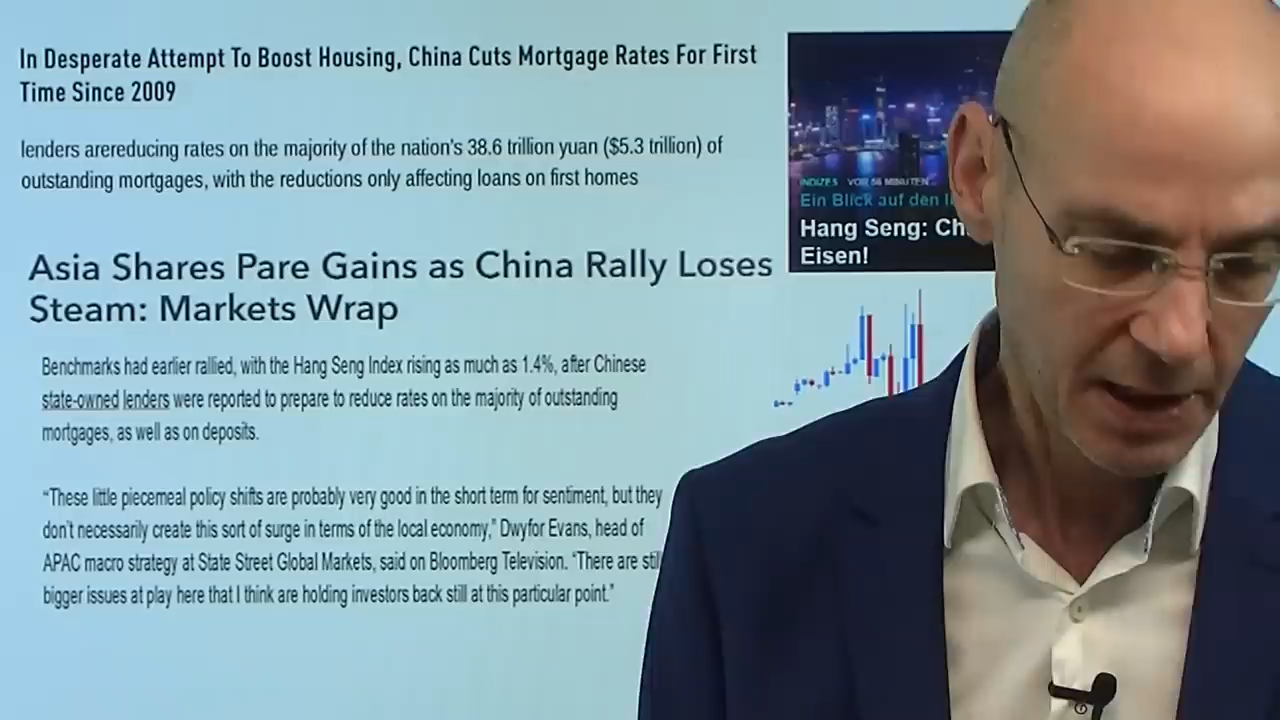 In Desperate Attempt To Boost Housing, China Cuts Mortgage Rates For First
Time Since 2009
lenders arereducing rates on the majority of the nation's 38.6 trillion yuan ($5.3 trillion) of
outstanding mortgages, with the reductions only affecting loans on first homes
INDIZES VOR 56 MINUTEN
Ein Blick auf den
Hang Seng:
Eisen!
Asia Shares Pare Gains as China Rally Loses
Steam: Markets Wrap
Benchmarks had earlier rallied, with the Hang Seng Index rising as much as 1.4%, after Chinese
state-owned lenders were reported to prepare to reduce rates on the majority of outstanding
mortgages, as well as on deposits.
“These little piecemeal policy shifts are probably very good in the short term for sentiment, but they
don't necessarily create this sort of surge in terms of the local economy,” Dwyfor Evans, head of
APAC macro strategy at State Street Global Markets, said on Bloomberg Television. “There are
bigger issues at play here that I think are holding investors back still at this particular point.”